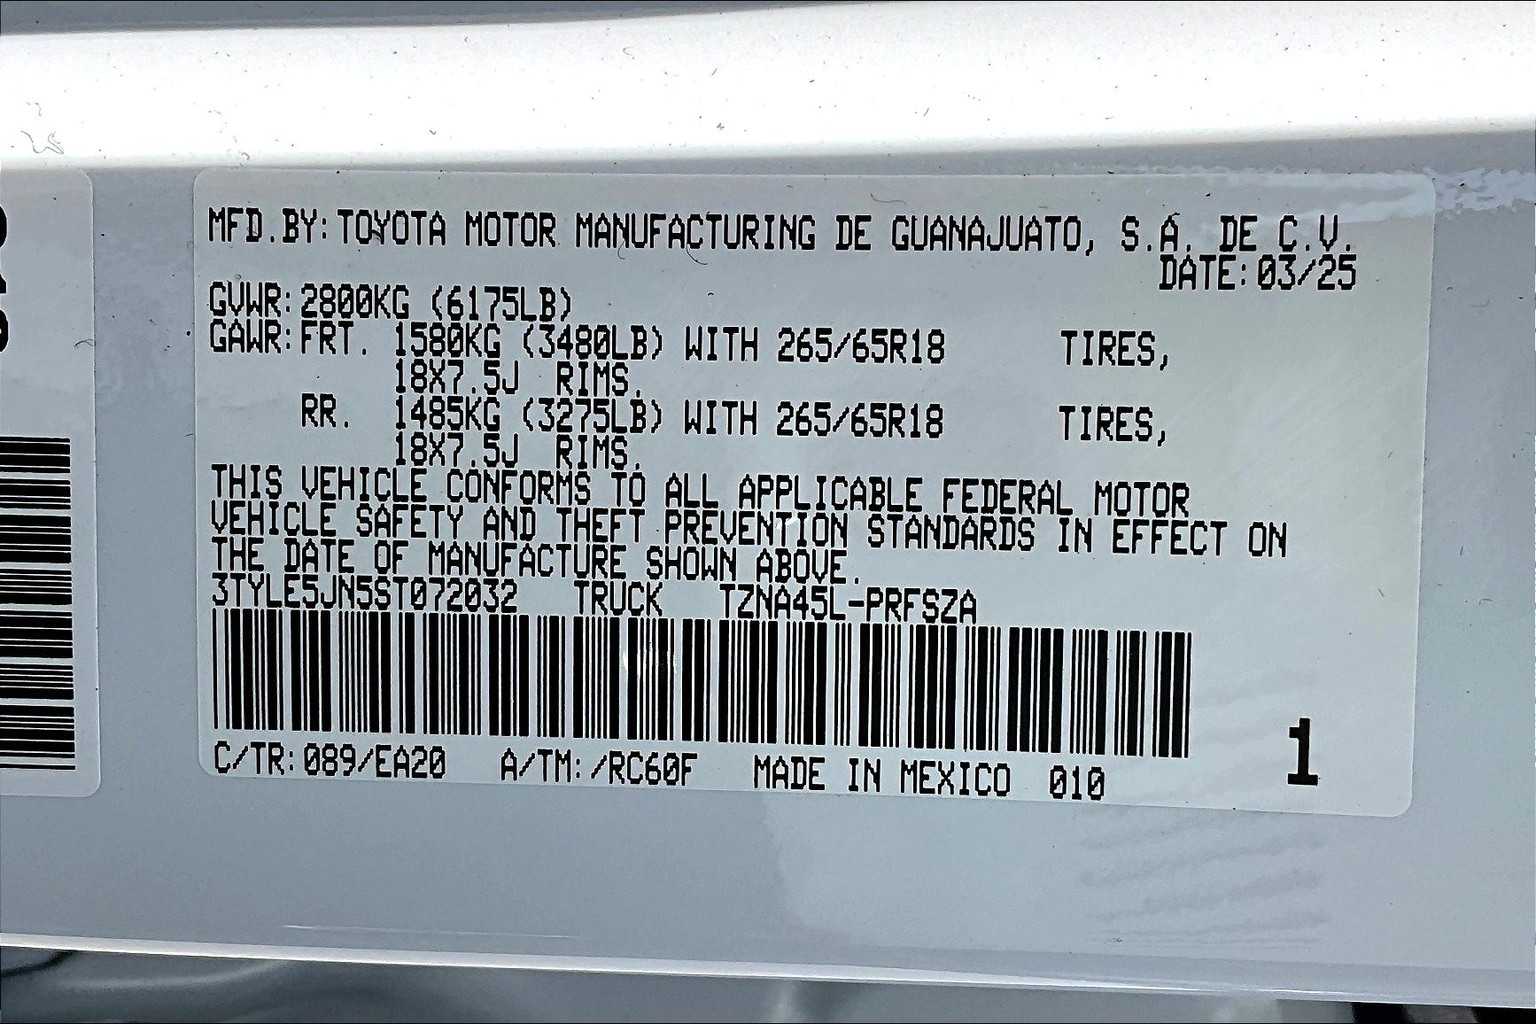 MFD.BY: TOYOTA MOTOR MANUFACTURING DE GUANAJUATO, S.A. DE C.V.
DATE: 03/25
GVWR: 2800KG (6175LB)
GAWR: FRT. 1580KG (3480LB) WITH 265/65R18 TIRES,
18X7.5J RIMS.
RR. 1485KG (3275LB) WITH 265/65R18 TIRES,
18X7.5J RIMS.
THIS VEHICLE CONFORMS TO ALL APPLICABLE FEDERAL MOTOR
VEHICLE SAFETY AND THEFT PREVENTION STANDARDS IN EFFECT ON
THE DATE OF MANUFACTURE SHOWN ABOVE.
3TYLE5JN5ST072032 TRUCK TZNA45L-PRFSZA
C/TR: 089/EA20 A/TM: /RC60F MADE IN MEXICO 010
1